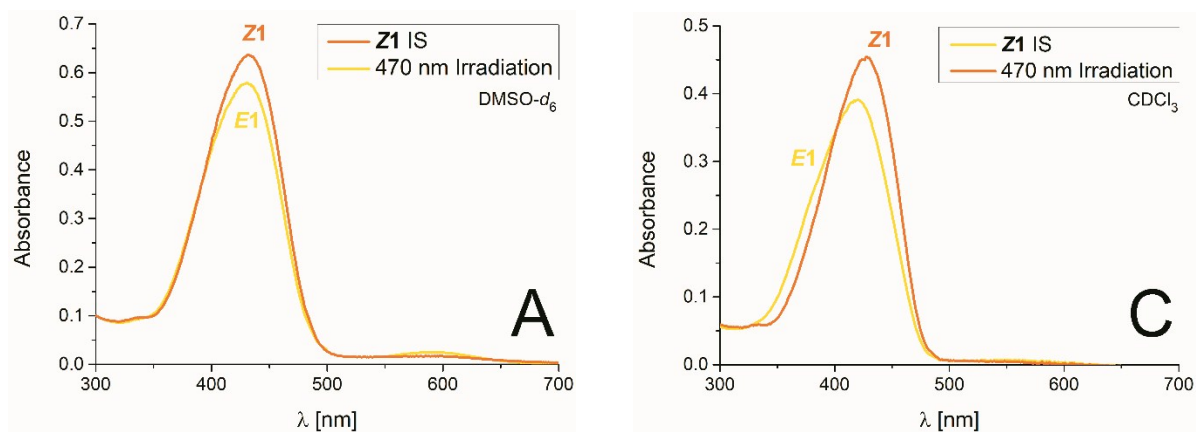 0.7
0.6
0.5
0.4
0.3
0.2
0.1
0.0
Absorbance
Z1
E1
Z1 IS
470 nm Irradiation
DMSO-d6
A
300 400 500 600 700
λ [nm]
0.5
0.4
0.3
0.2
0.1
0.0
Absorbance
Z1
E1
Z1 IS
470 nm Irradiation
CDCl3
C
300 400 500 600 700
λ [nm]